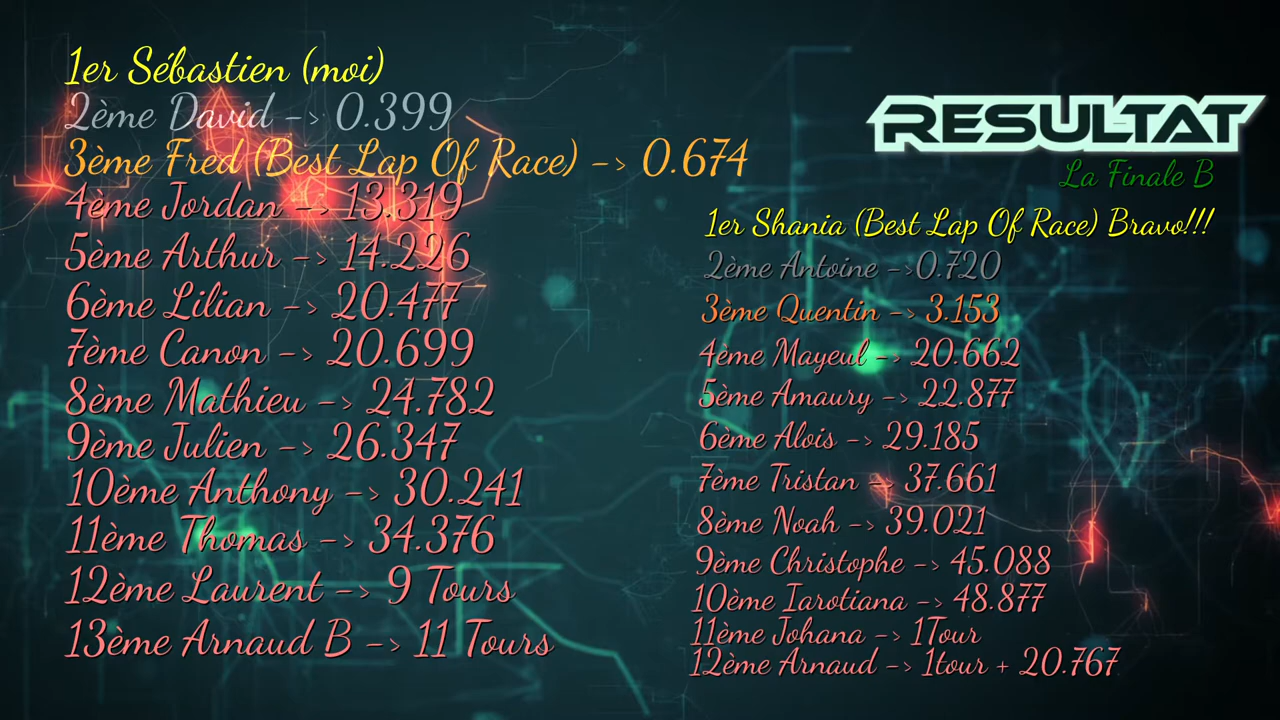 1er Sébastien (moi)
2ème David -> 0.399
3ème Fred (Best Lap Of Race) -> 0.674
4ème Jordan -> 13.319
5ème Arthur -> 14.226
6ème Lilian -> 20.477
7ème Canon -> 20.699
8ème Mathieu -> 24.782
9ème Julien -> 26.347
10ème Anthony -> 30.241
11ème Thomas -> 34.376
12ème Laurent -> 9 Tours
13ème Arnaud B -> 11 Tours
RESULTAT
La Finale B
1er Shania (Best Lap Of Race) Bravo!!!
2ème Antoine ->0.720
3ème Quentin -> 3.153
4ème Mayeul -> 20.662
5ème Amaury -> 22.877
6ème Alois -> 29.185
7ème Tristan -> 37.661
8ème Noah -> 39.021
9ème Christophe -> 45.088
10ème Iarotiana -> 48.877
11ème Johana -> 1Tour
12ème Arnaud -> 1tour + 20.767